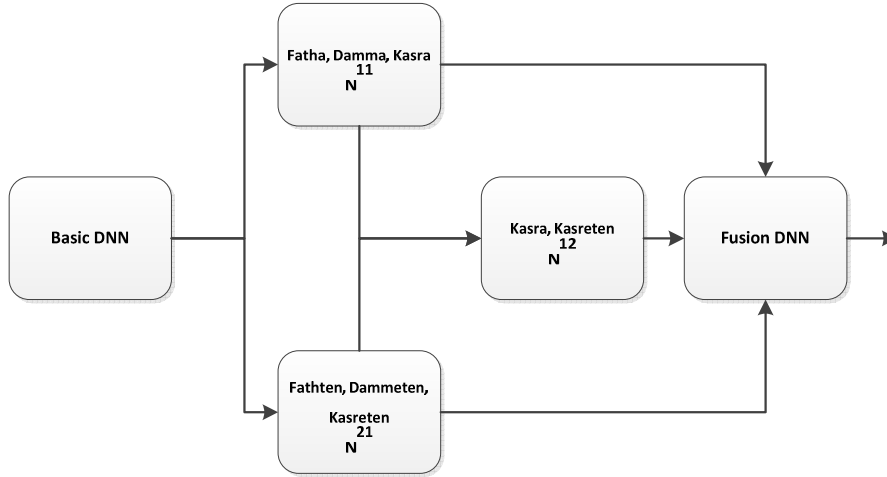 Fatha, Damma, Kasra
11
N
Basic DNN
Kasra, Kasreten
12
N
Fusion DNN
Fathten, Dammeten,
Kasreten
21
N